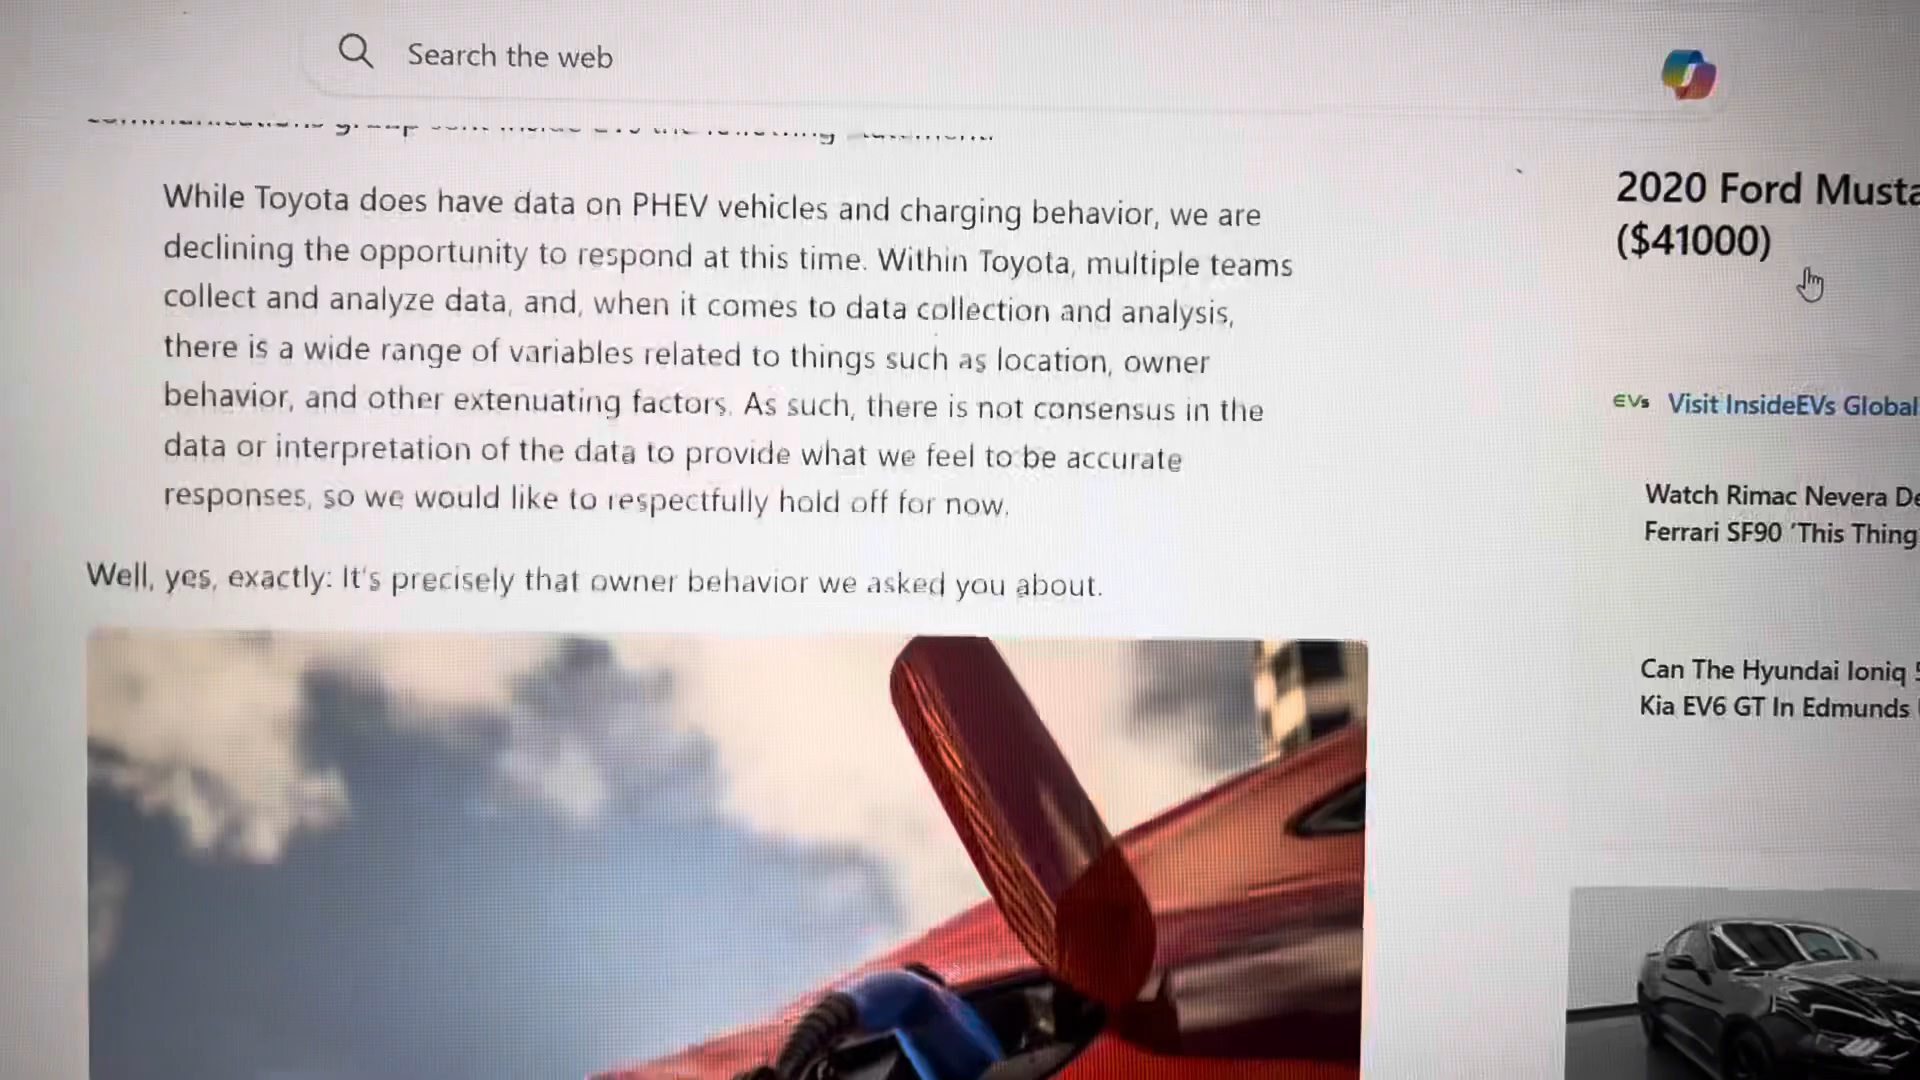 Search the web
While Toyota does have data on PHEV vehicles and charging behavior, we are
declining the opportunity to respond at this time. Within Toyota, multiple teams
collect and analyze data, and, when it comes to data collection and analysis,
there is a wide range of variables related to things such as location, owner
behavior, and other extenuating factors. As such, there is not consensus in the
data or interpretation of the data to provide what we feel to be accurate
responses, so we would like to respectfully hold off for now.
Well, yes, exactly: It's precisely that owner behavior we asked you about.
2020 Ford Musta
($41000)
EVs Visit InsideEVs Global
Watch Rimac Nevera De
Ferrari SF90 'This Thing
Can The Hyundai Ioniq 5
Kia EV6 GT In Edmunds